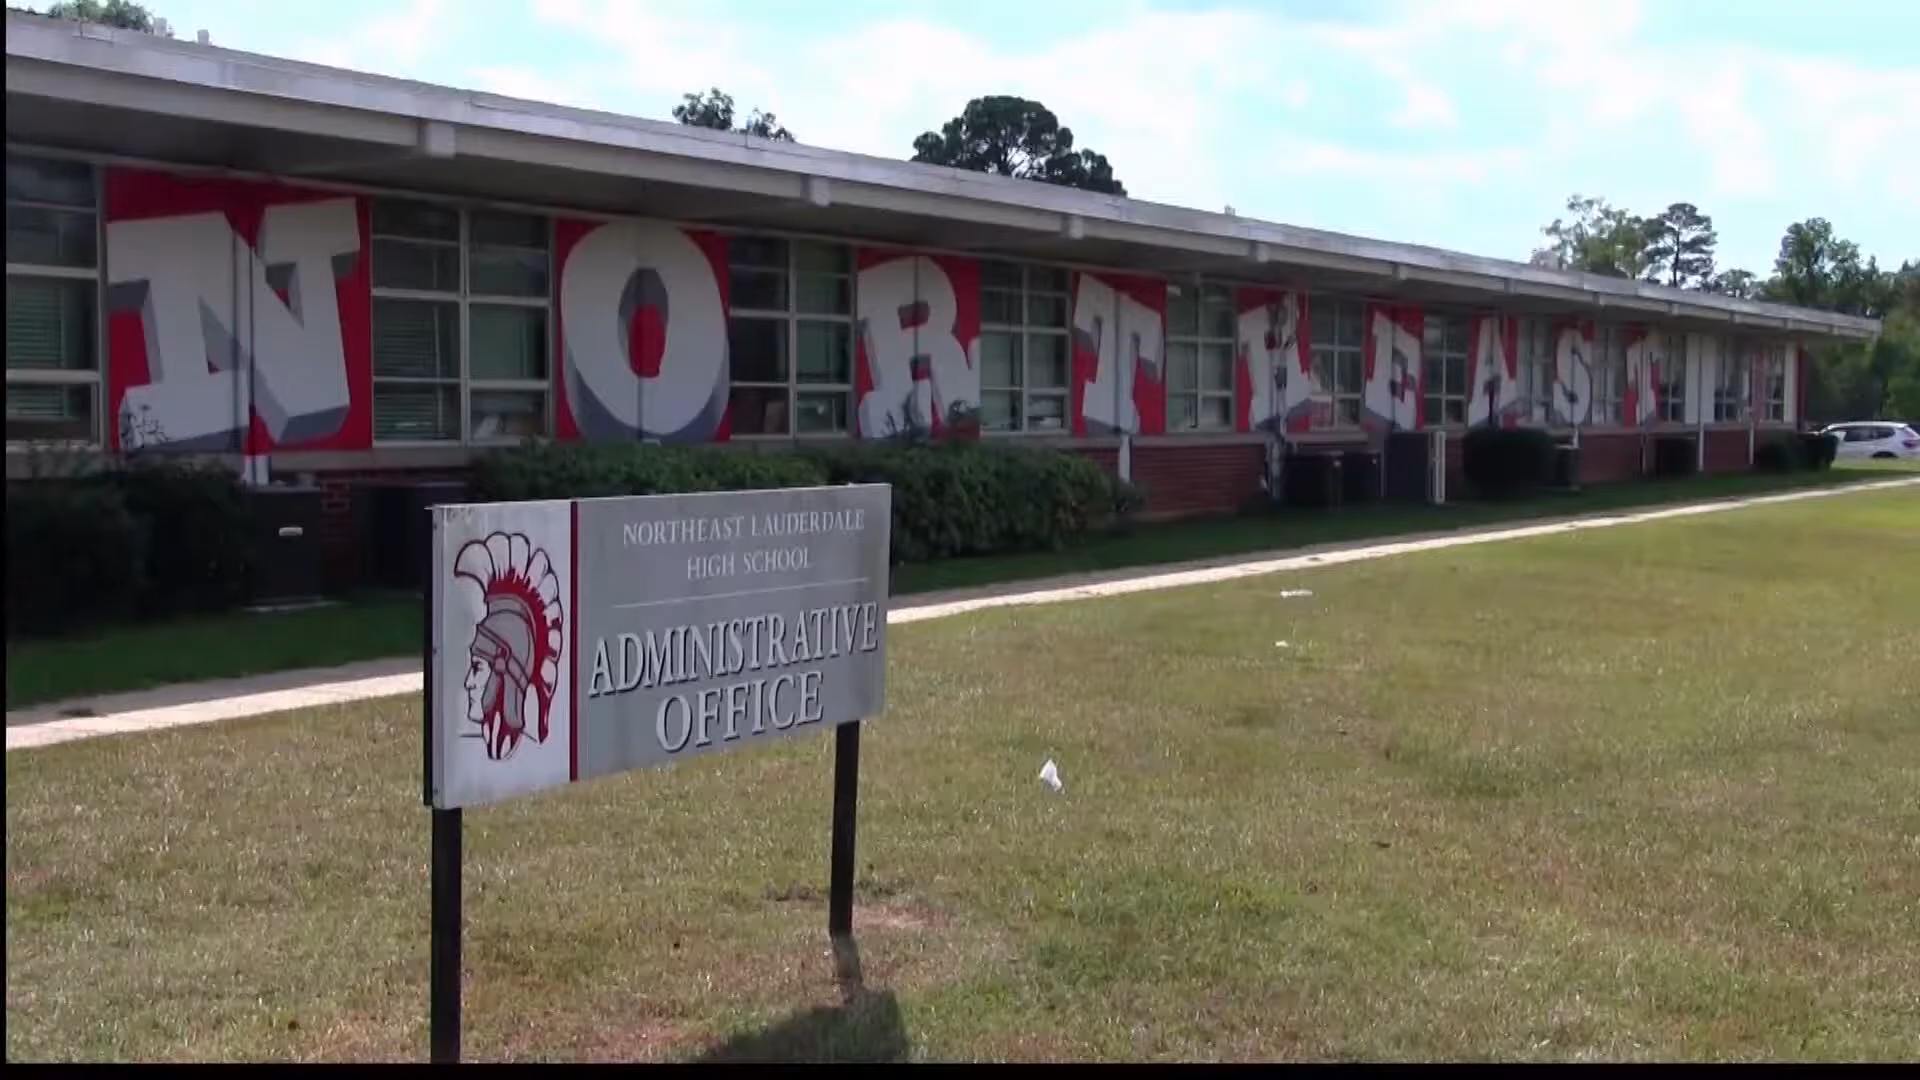 NORTHEAST
NORTHEAST LAUDERDALE
HIGH SCHOOL
ADMINISTRATIVE
OFFICE